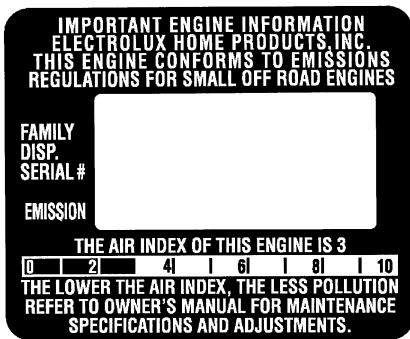 IMPORTANT ENGINE INFORMATION
ELECTROLUX HOME PRODUCTS, INC.
THIS ENGINE CONFORMS TO EMISSIONS
REGULATIONS FOR SMALL OFF ROAD ENGINES
FAMILY
DISP.
SERIAL #
EMISSION
THE AIR INDEX OF THIS ENGINE IS 3
0 2 4 6 8 10
THE LOWER THE AIR INDEX, THE LESS POLLUTION
REFER TO OWNER'S MANUAL FOR MAINTENANCE
SPECIFICATIONS AND ADJUSTMENTS.